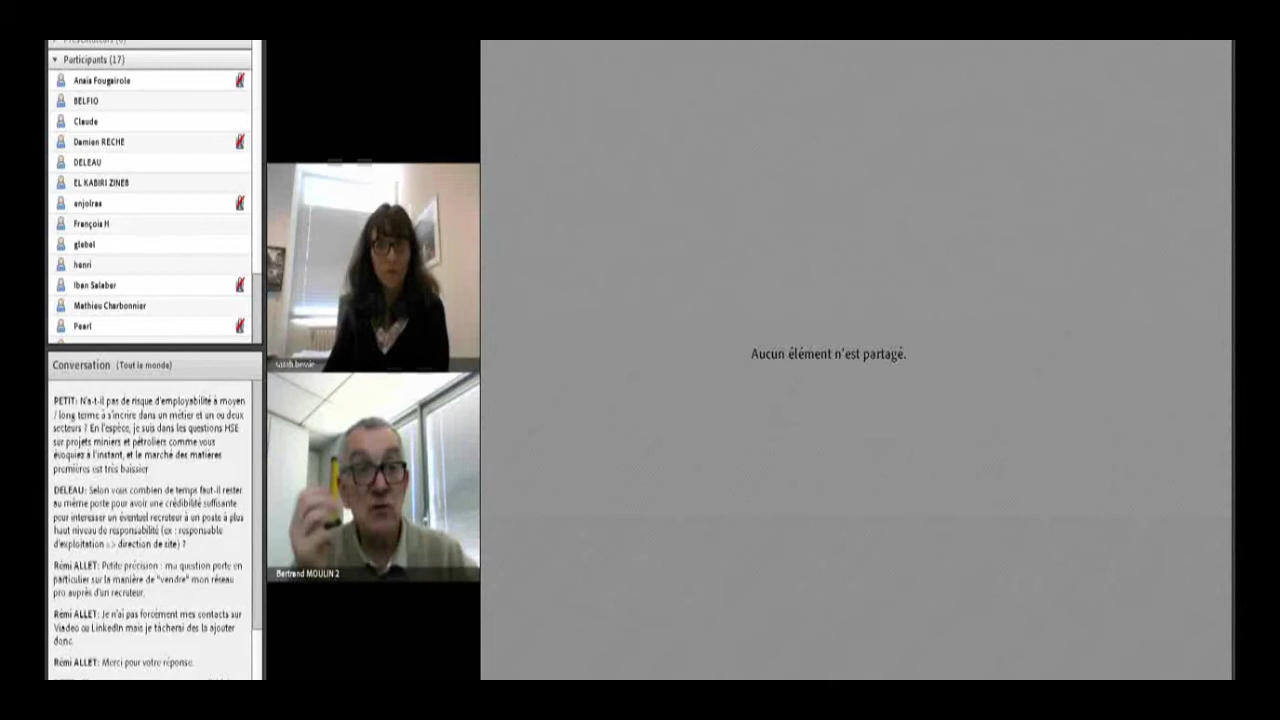 Participants (17)
Anais Fougairole
BELFIO
Claude
Damien RECHE
DELEAU
EL KABIRI ZINEB
enjolras
François H
glebel
henri
Iban Salaber
Mathieu Charbonnier
Pearl
Conversation (Tout le monde)
PETIT: N'a-t-il pas de risque d'employabilité à moyen
/ long terme à s'incrire dans un métier et un ou deux
secteurs ? En l'espèce, je suis dans les questions HSE
sur projets miniers et pétroliers comme vous
évoquiez à l'instant, et le marché des matières
premières est très baissier
DELEAU: Selon vous combien de temps faut-il rester
au même poste pour avoir une crédibilité suffisante
pour interesser un éventuel recruteur à un poste à plus
haut niveau de responsabilité (ex : responsable
d'exploitation => direction de site) ?
Rémi ALLET: Petite précision : ma question porte en
particulier sur la manière de "vendre" mon réseau
pro auprès d'un recruteur.
Rémi ALLET: Je n'ai pas forcément mes contacts sur
Viadeo ou LinkedIn mais je tâcherai des la ajouter
donc.
Rémi ALLET: Merci pour votre réponse.
Bertrand MOULIN 2
Aucun élément n'est partagé.